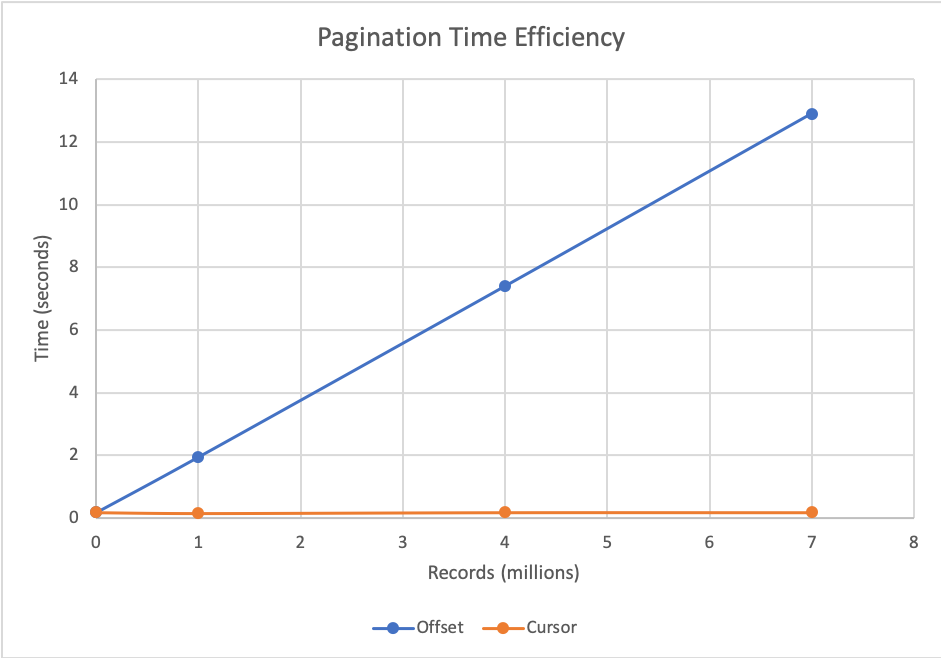 Pagination Time Efficiency
14
12
10
8
6
4
2
0
Time (seconds)
0 1 2 3 4 5 6 7 8
Records (millions)
Offset Cursor